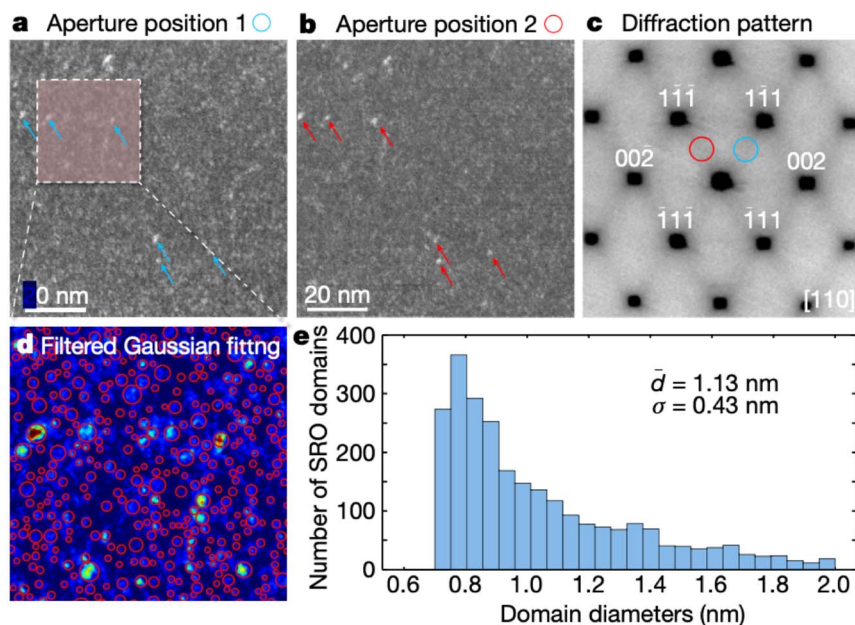 a Aperture position 1
b Aperture position 2
c Diffraction pattern
0 nm
20 nm
11̄1̄
11̄1
002̄
002
1̄11̄
1̄11
[110]
d Filtered Gaussian fittng
e
Number of SRO domains
400
300
200
100
0
d̄ = 1.13 nm
σ = 0.43 nm
0.6 0.8 1.0 1.2 1.4 1.6 1.8 2.0
Domain diameters (nm)